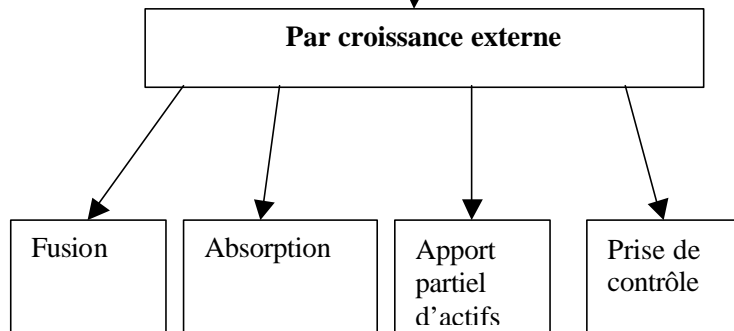 Par croissance externe
Fusion
Absorption
Apport
partiel
d’actifs
Prise de
contrôle